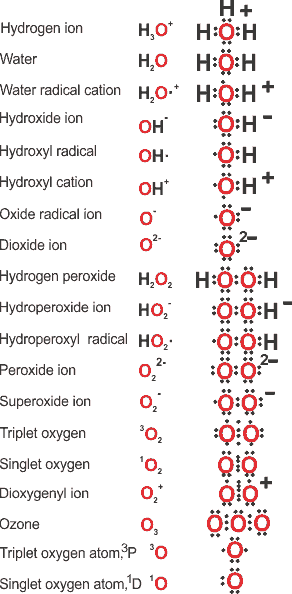 H +
Hydrogen ion H₃O⁺ H:O:H
Water H₂O H:O:H
Water radical cation H₂O·⁺ H:O:H +
Hydroxide ion OH⁻ :O:H −
Hydroxyl radical OH· ·O:H
Hydroxyl cation OH⁺ ·O:H +
Oxide radical ion O⁻ ·O: −
Dioxide ion O²⁻ :O: 2−
Hydrogen peroxide H₂O₂ H:O:O:H
Hydroperoxide ion HO₂⁻ :O:O:H −
Hydroperoxyl radical HO₂· ·O:O:H
Peroxide ion O₂²⁻ :O:O: 2−
Superoxide ion O₂⁻ ·O:O: −
Triplet oxygen ³O₂ ·O:O·
Singlet oxygen ¹O₂ O::O
Dioxygenyl ion O₂⁺ O:O +
Ozone O₃ :O:O:O:
Triplet oxygen atom,³P ³O ·O·
Singlet oxygen atom,¹D ¹O :O